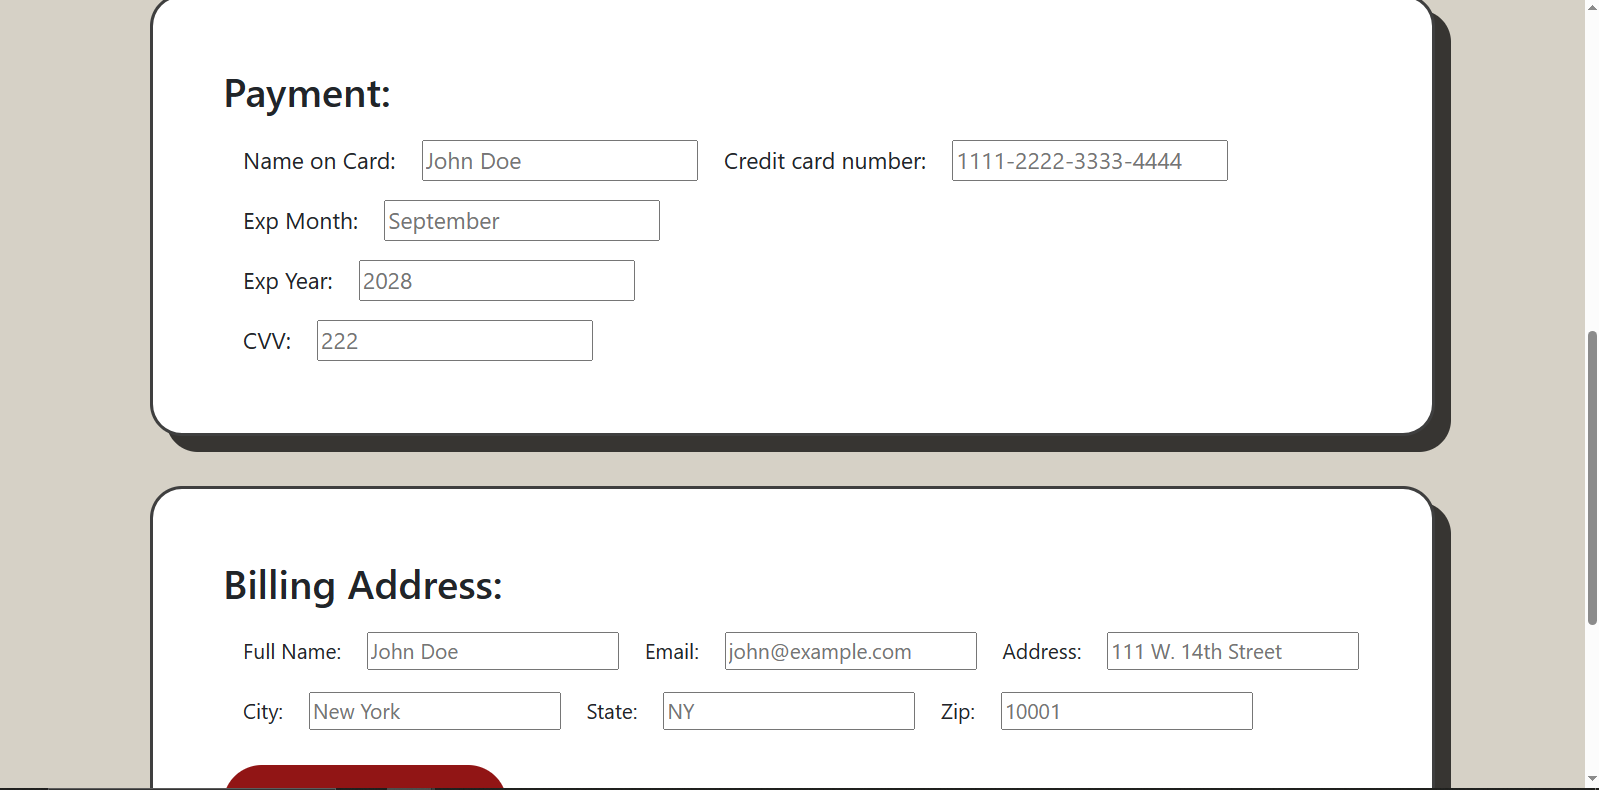 Payment:
Name on Card: John Doe Credit card number: 1111-2222-3333-4444
Exp Month: September
Exp Year: 2028
CVV: 222
Billing Address:
Full Name: John Doe Email: john@example.com Address: 111 W. 14th Street
City: New York State: NY Zip: 10001